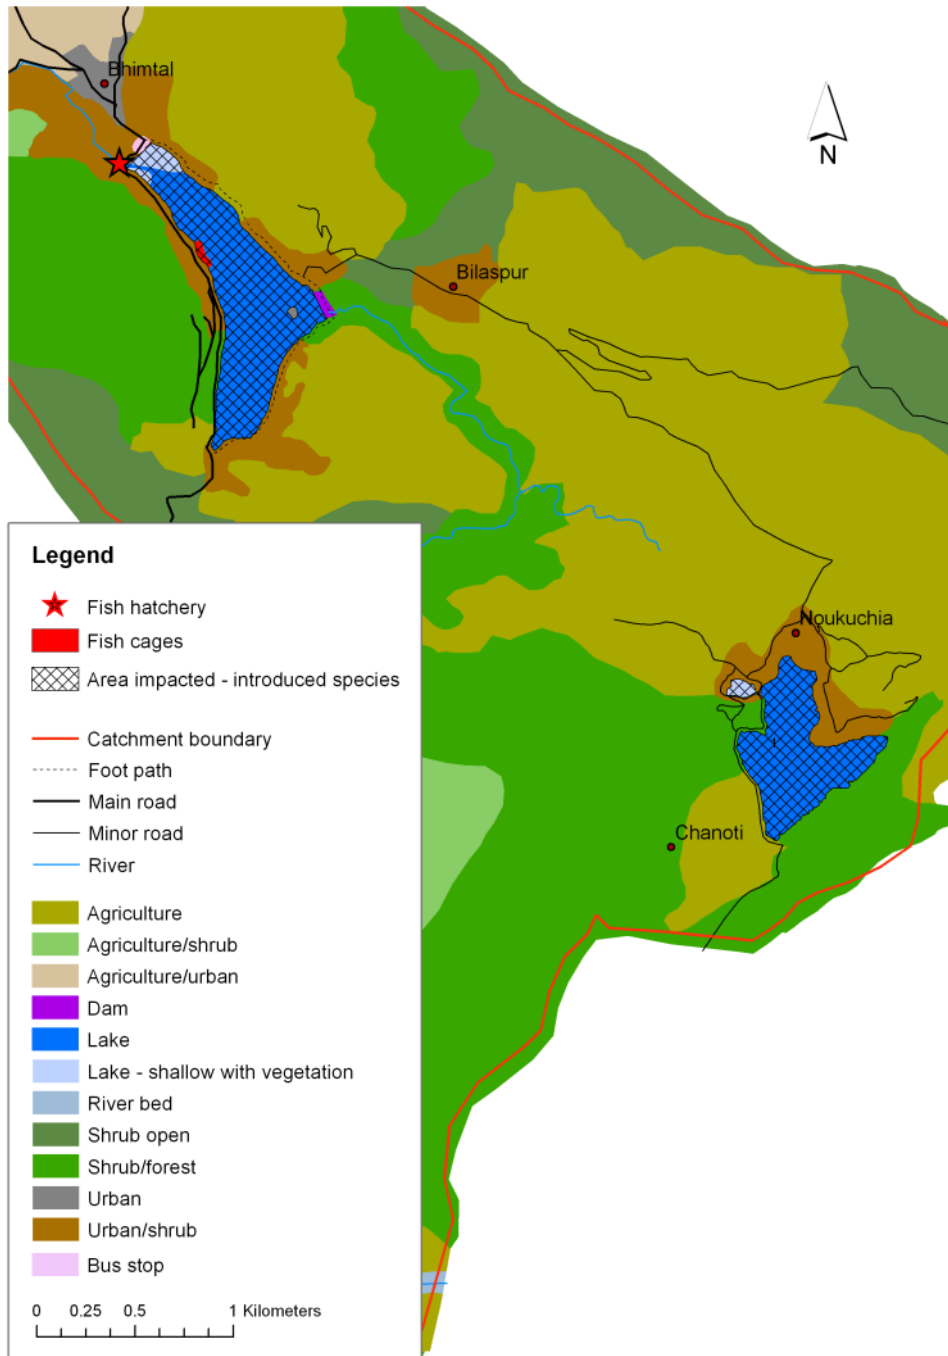 Bhimtal
N
Bilaspur
Noukuchia
Chanoti
Legend
Fish hatchery
Fish cages
Area impacted - introduced species
Catchment boundary
Foot path
Main road
Minor road
River
Agriculture
Agriculture/shrub
Agriculture/urban
Dam
Lake
Lake - shallow with vegetation
River bed
Shrub open
Shrub/forest
Urban
Urban/shrub
Bus stop
0 0.25 0.5 1 Kilometers